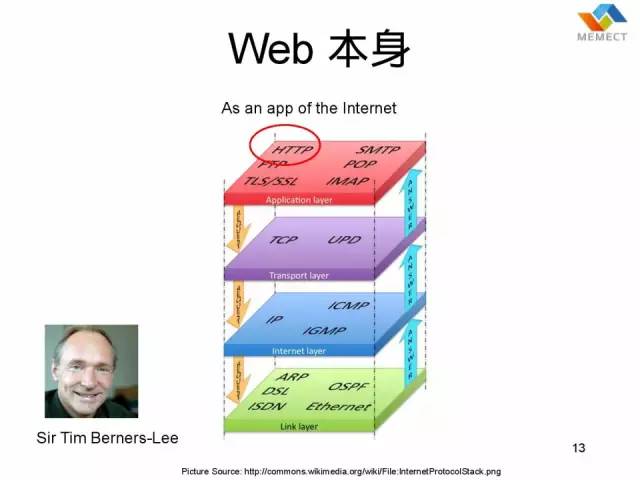 MEMECT
Web 本身
As an app of the Internet
HTTP SMTP
FTP POP
TLS/SSL IMAP
Application layer
ANSWER
TCP UPD
Transport layer
ANSWER
ICMP
IP
IGMP
Internet layer
ANSWER
ARP
DSL OSPF
ISDN Ethernet
Link layer
Sir Tim Berners-Lee
13
Picture Source: http://commons.wikimedia.org/wiki/File:InternetProtocolStack.png